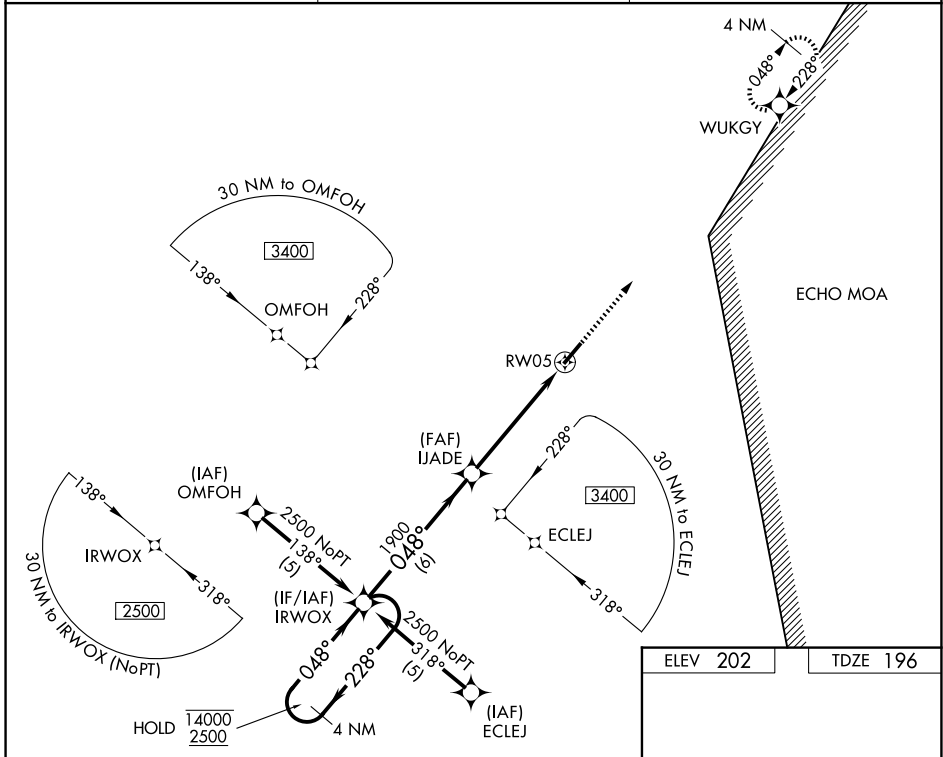 4 NM
048°
228°
WUKGY
30 NM to OMFOH
3400
138°
228°
OMFOH
ECHO MOA
RW05
(FAF)
IJADE
228°
30 NM to ECLEJ
3400
ECLEJ
318°
138°
IRWOX
318°
2500
30 NM to IRWOX (NoPT)
(IAF)
OMFOH
2500 NoPT
138°
(5)
1900
048°
(6)
(IF/IAF)
IRWOX
2500 NoPT
318°
(5)
048°
228°
HOLD 14000
2500
4 NM
(IAF)
ECLEJ
ELEV 202
TDZE 196